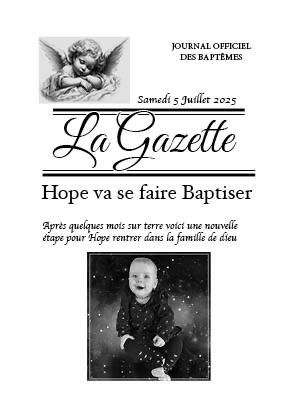 JOURNAL OFFICIEL
DES BAPTÊMES
Samedi 5 Juillet 2025
La Gazette
Hope va se faire Baptiser
Après quelques mois sur terre voici une nouvelle
étape pour Hope rentrer dans la famille de dieu